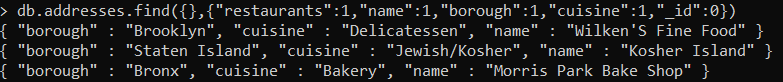 > db.addresses.find({},{"restaurants":1,"name":1,"borough":1,"cuisine":1,"_id":0})
{ "borough" : "Brooklyn", "cuisine" : "Delicatessen", "name" : "Wilken'S Fine Food" }
{ "borough" : "Staten Island", "cuisine" : "Jewish/Kosher", "name" : "Kosher Island" }
{ "borough" : "Bronx", "cuisine" : "Bakery", "name" : "Morris Park Bake Shop" }